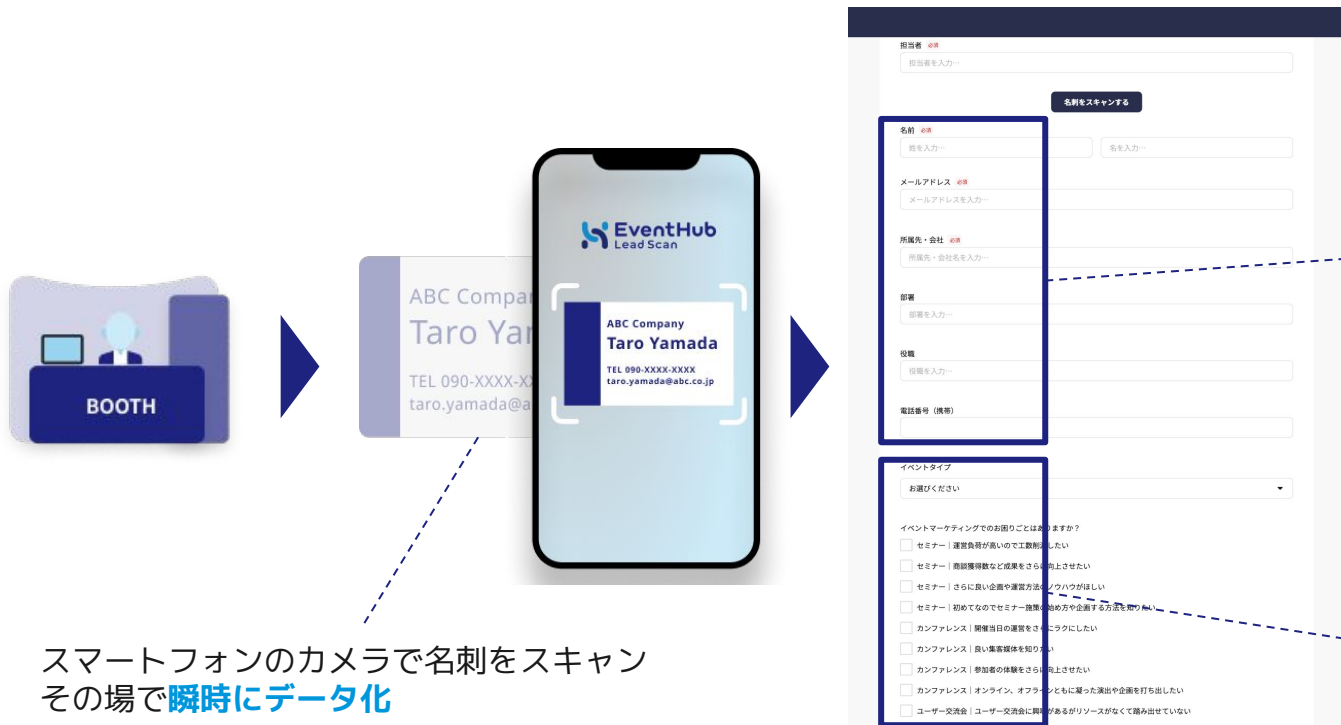 BOOTH
ABC Compa
Taro Yar
TEL 090-XXXX-XX
taro.yamada@a
EventHub
Lead Scan
ABC Company
Taro Yamada
TEL 090-XXXX-XXXX
taro.yamada@abc.co.jp
スマートフォンのカメラで名刺をスキャン
その場で瞬時にデータ化
担当者 必須
担当者を入力…
名刺をスキャンする
名前 必須
姓を入力… 名を入力…
メールアドレス 必須
メールアドレスを入力…
所属先・会社 必須
所属先・会社名を入力…
部署
部署を入力…
役職
役職を入力…
電話番号（携帯）
イベントタイプ
お選びください
イベントマーケティングでのお困りごとはありますか？
セミナー｜運営負荷が高いので工数削減したい
セミナー｜商談獲得数など成果をさらに向上させたい
セミナー｜さらに良い企画や運営方法のノウハウがほしい
セミナー｜初めてなのでセミナー施策の始め方や企画する方法を知りたい
カンファレンス｜開催当日の運営をさらにラクにしたい
カンファレンス｜良い集客媒体を知りたい
カンファレンス｜参加者の体験をさらに向上させたい
カンファレンス｜オンライン、オフラインともに凝った演出や企画を打ち出したい
ユーザー交流会｜ユーザー交流会に興味があるがリソースがなくて踏み出せていない